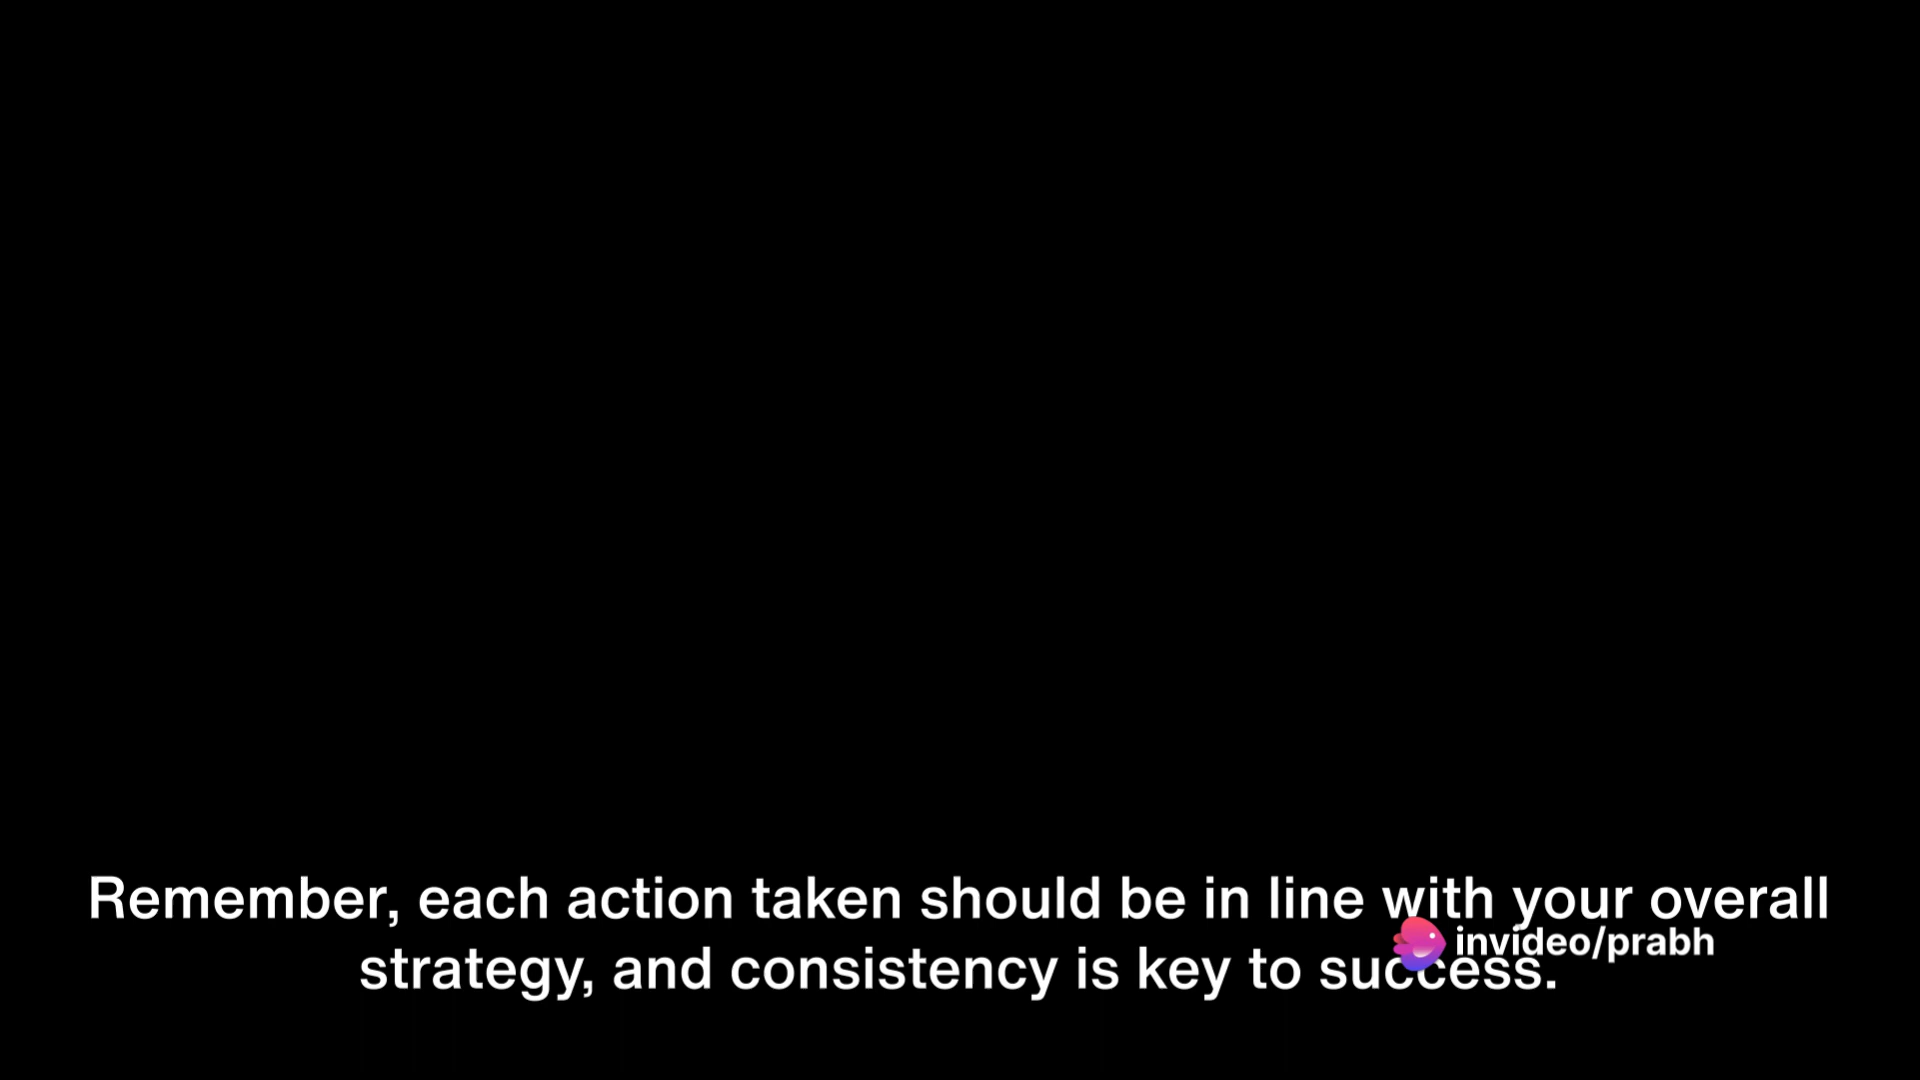 Remember, each action taken should be in line with your overall
invideo/prabh
strategy, and consistency is key to success.